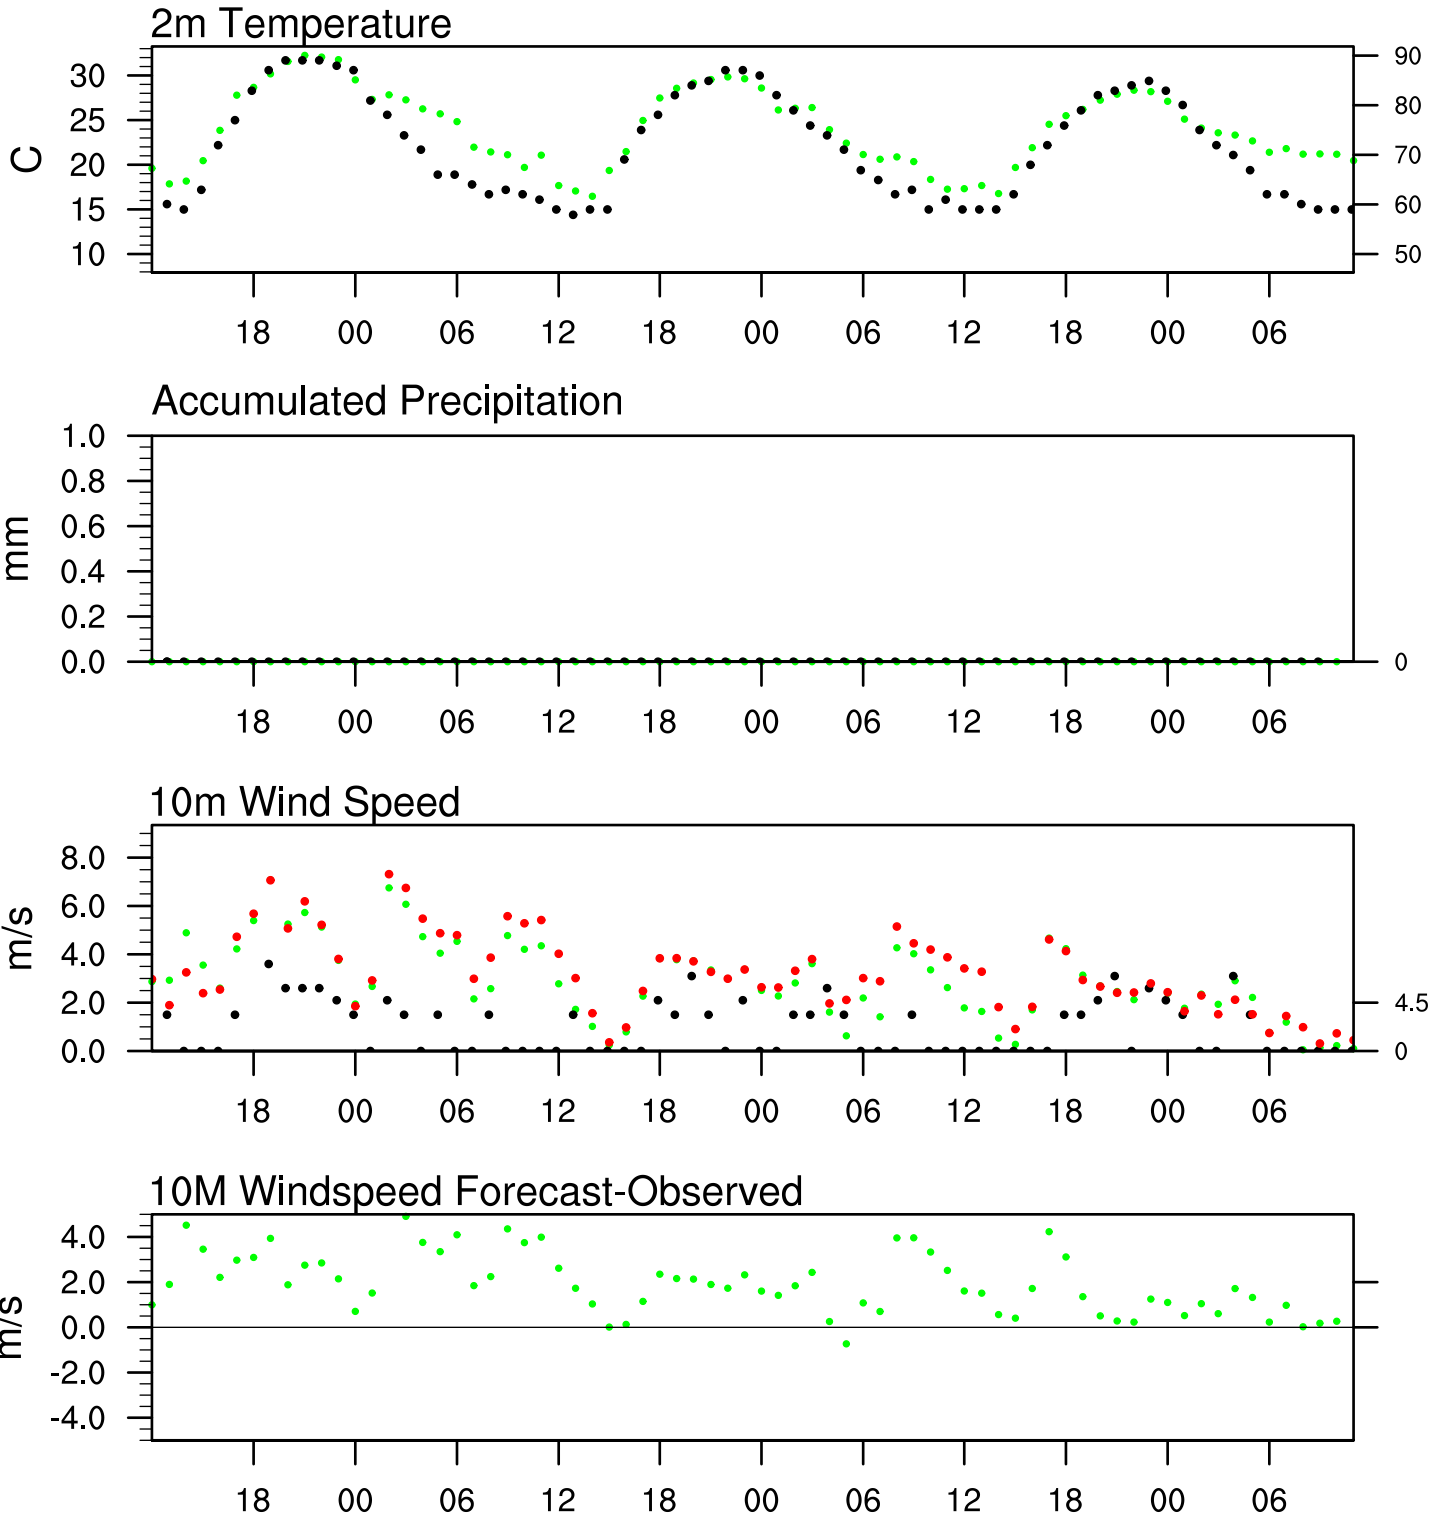 2m Temperature
30
25
20
15
10
C
90
80
70
60
50
18 00 06 12 18 00 06 12 18 00 06
Accumulated Precipitation
1.0
0.8
0.6
0.4
0.2
0.0
mm
0
18 00 06 12 18 00 06 12 18 00 06
10m Wind Speed
8.0
6.0
4.0
2.0
0.0
m/s
4.5
0
18 00 06 12 18 00 06 12 18 00 06
10M Windspeed Forecast-Observed
4.0
2.0
0.0
-2.0
-4.0
m/s
18 00 06 12 18 00 06 12 18 00 06